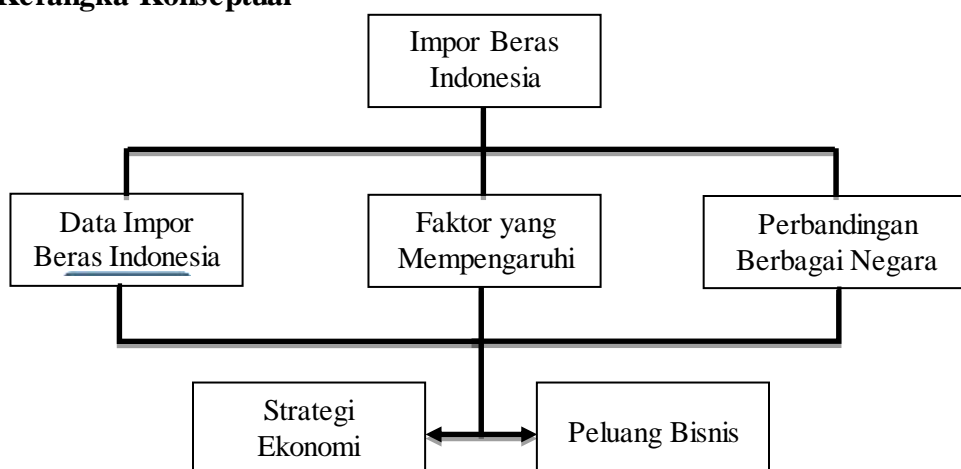 Kerangka Konseptual
Impor Beras
Indonesia
Data Impor
Beras Indonesia
Faktor yang
Mempengaruhi
Perbandingan
Berbagai Negara
Strategi
Ekonomi
Peluang Bisnis